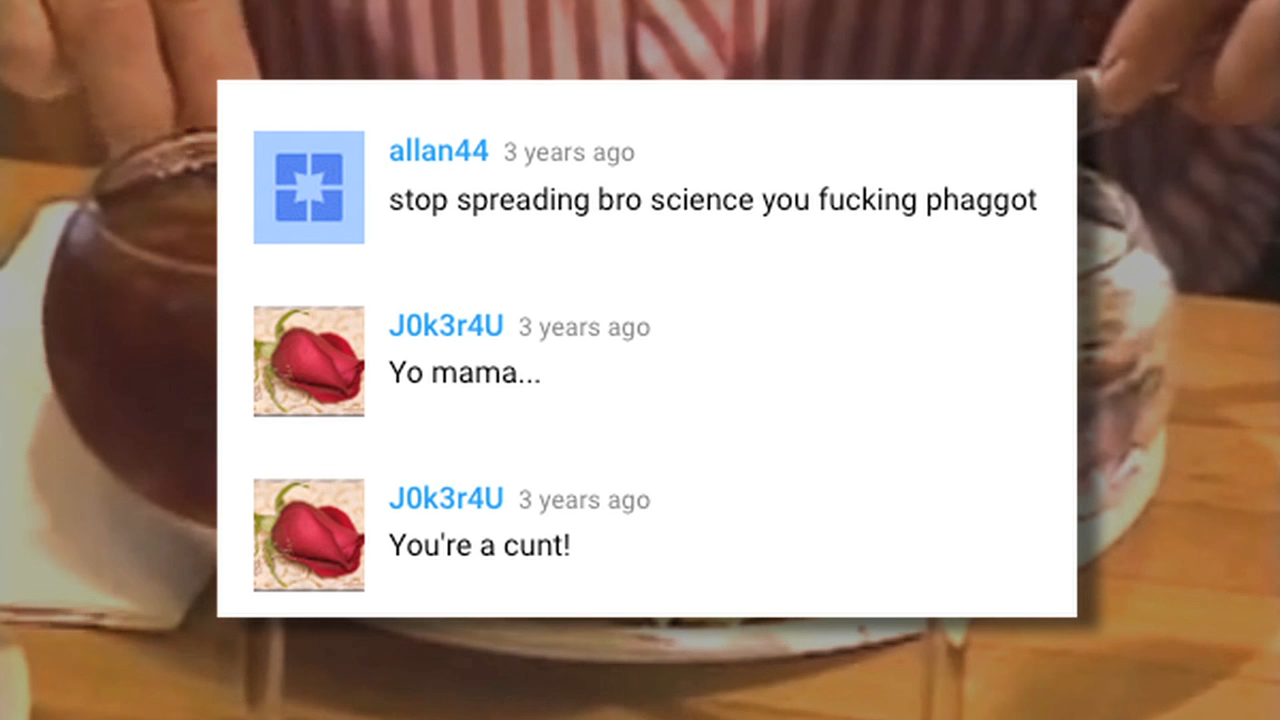 allan44 3 years ago
stop spreading bro science you fucking phaggot
J0k3r4U 3 years ago
Yo mama...
J0k3r4U 3 years ago
You're a cunt!